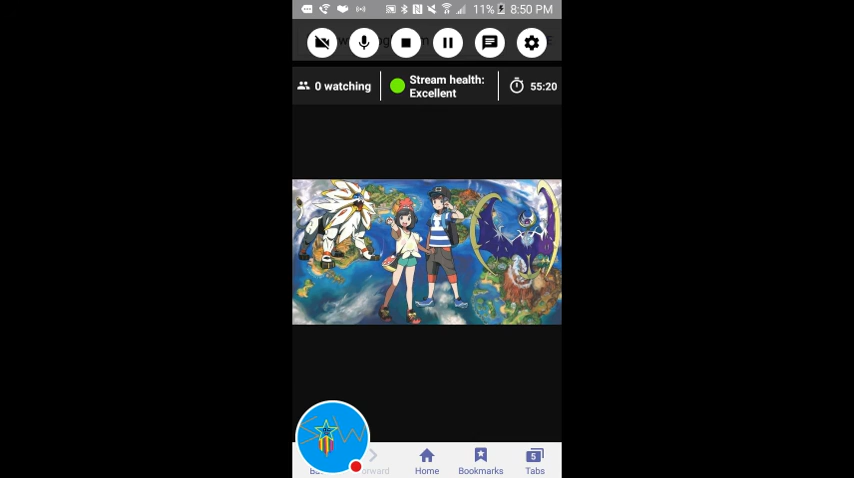 11% 8:50 PM
0 watching
Stream health:
Excellent
55:20
Home
Bookmarks
5
Tabs